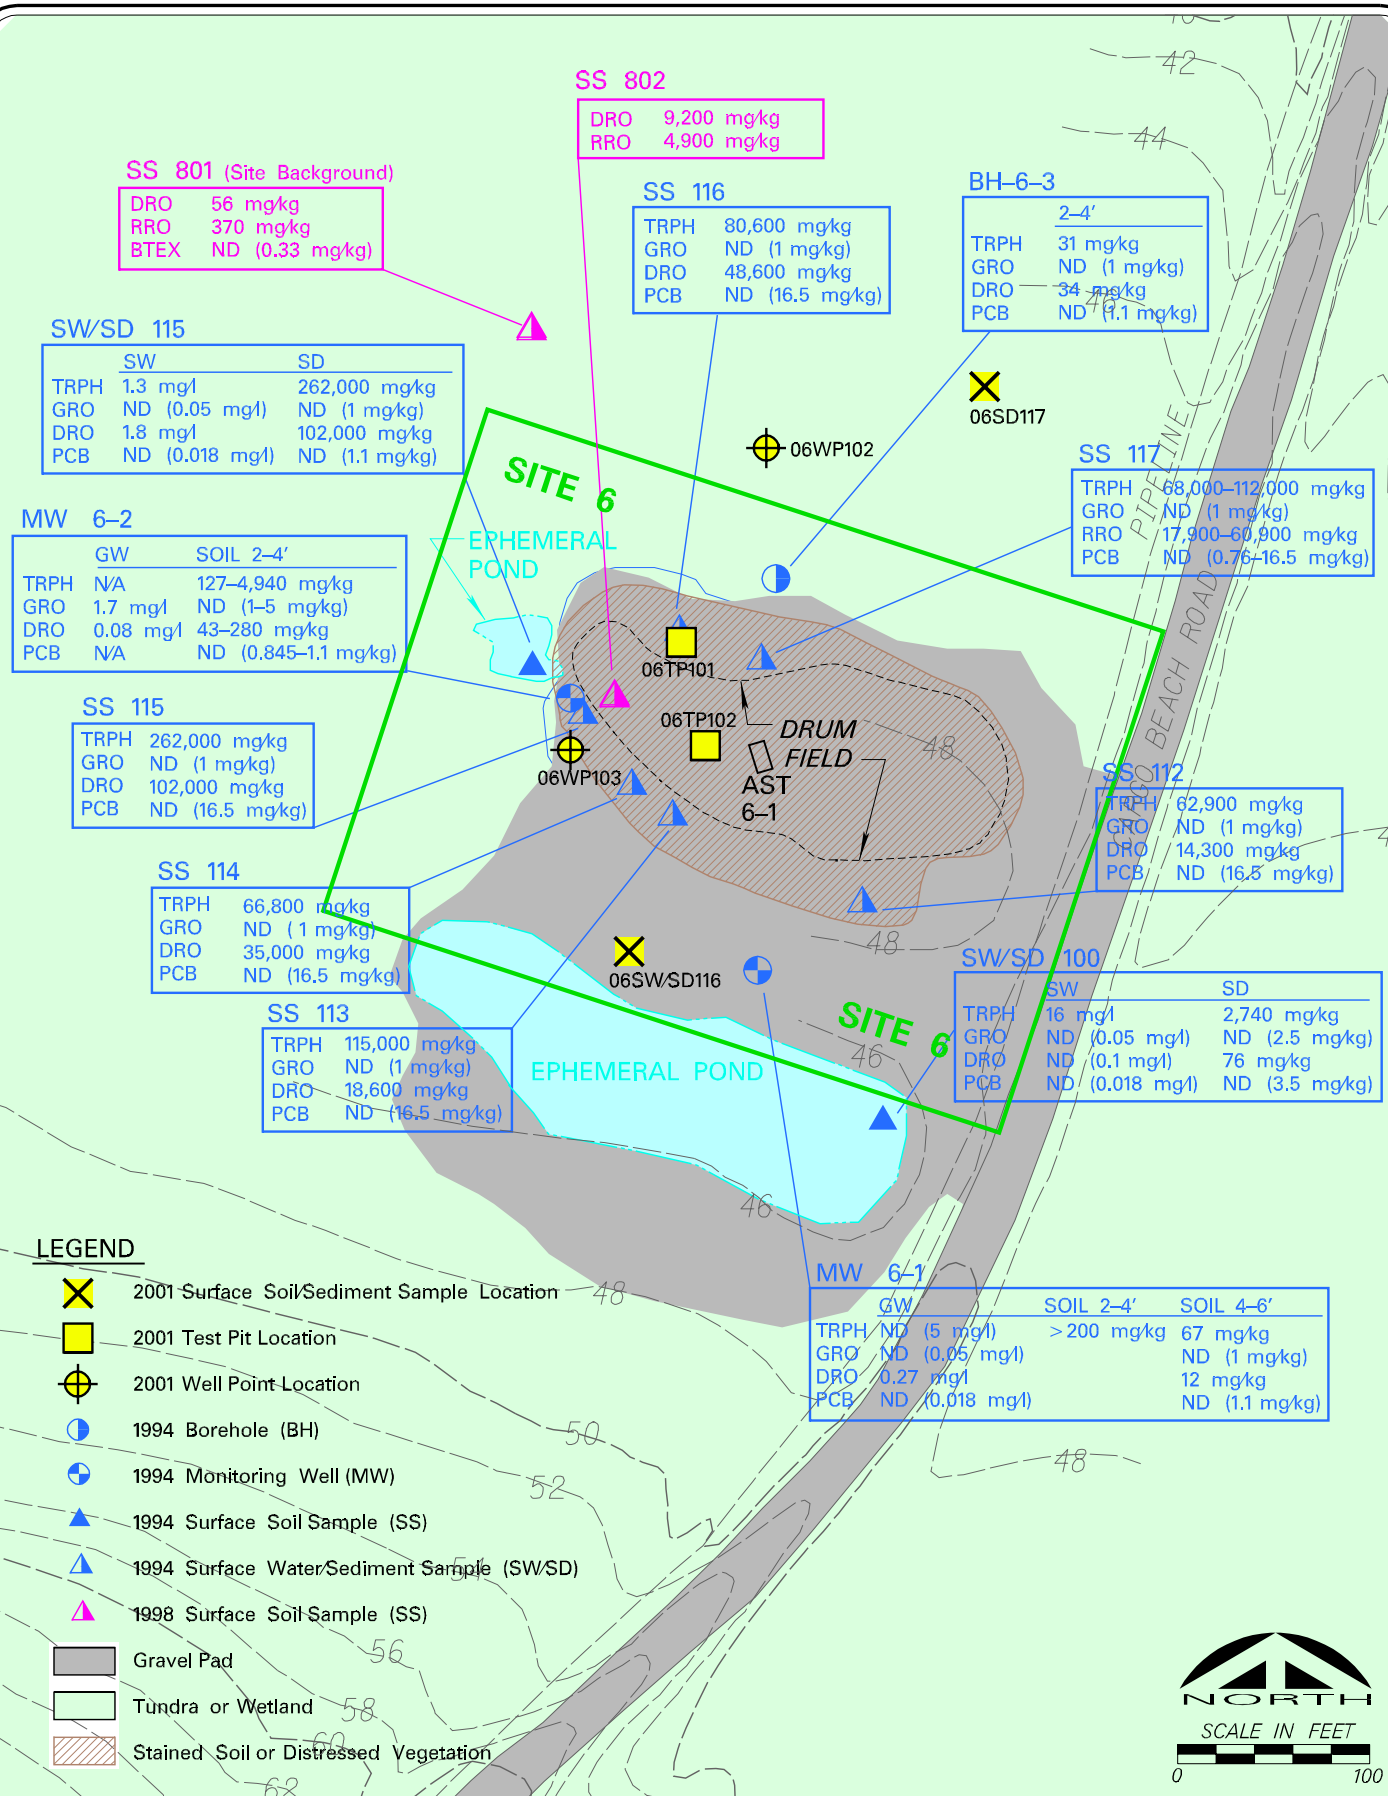 42
44
SS 802
DRO 9,200 mg/kg
RRO 4,900 mg/kg
SS 801 (Site Background)
DRO 56 mg/kg
RRO 370 mg/kg
BTEX ND (0.33 mg/kg)
SS 116
TRPH 80,600 mg/kg
GRO ND (1 mg/kg)
DRO 48,600 mg/kg
PCB ND (16.5 mg/kg)
BH-6-3
2-4'
TRPH 31 mg/kg
GRO ND (1 mg/kg)
DRO 34 mg/kg
PCB ND (1.1 mg/kg)
46
SW/SD 115
SW SD
TRPH 1.3 mg/l 262,000 mg/kg
GRO ND (0.05 mg/l) ND (1 mg/kg)
DRO 1.8 mg/l 102,000 mg/kg
PCB ND (0.018 mg/l) ND (1.1 mg/kg)
06SD117
06WP102
SITE 6
PIPELINE
SS 117
TRPH 68,000-112,000 mg/kg
GRO ND (1 mg/kg)
RRO 17,900-60,900 mg/kg
PCB ND (0.76-16.5 mg/kg)
MW 6-2
GW SOIL 2-4'
TRPH N/A 127-4,940 mg/kg
GRO 1.7 mg/l ND (1-5 mg/kg)
DRO 0.08 mg/l 43-280 mg/kg
PCB N/A ND (0.845-1.1 mg/kg)
EPHEMERAL
POND
06TP101
06TP102
DRUM
FIELD
48
AST
6-1
06WP103
CARGO BEACH ROAD
SS 115
TRPH 262,000 mg/kg
GRO ND (1 mg/kg)
DRO 102,000 mg/kg
PCB ND (16.5 mg/kg)
SS 112
TRPH 62,900 mg/kg
GRO ND (1 mg/kg)
DRO 14,300 mg/kg
PCB ND (16.5 mg/kg)
SS 114
TRPH 66,800 mg/kg
GRO ND ( 1 mg/kg)
DRO 35,000 mg/kg
PCB ND (16.5 mg/kg)
48
06SW/SD116
SW/SD 100
SW SD
TRPH 16 mg/l 2,740 mg/kg
GRO ND (0.05 mg/l) ND (2.5 mg/kg)
DRO ND (0.1 mg/l) 76 mg/kg
PCB ND (0.018 mg/l) ND (3.5 mg/kg)
SITE 6
46
SS 113
TRPH 115,000 mg/kg
GRO ND (1 mg/kg)
DRO 18,600 mg/kg
PCB ND (16.5 mg/kg)
EPHEMERAL POND
46
MW 6-1
GW SOIL 2-4' SOIL 4-6'
TRPH ND (5 mg/l) >200 mg/kg 67 mg/kg
GRO ND (0.05 mg/l) ND (1 mg/kg)
DRO 0.27 mg/l 12 mg/kg
PCB ND (0.018 mg/l) ND (1.1 mg/kg)
48
50
48
52
54
56
58
60
62
LEGEND
2001 Surface Soil/Sediment Sample Location
2001 Test Pit Location
2001 Well Point Location
1994 Borehole (BH)
1994 Monitoring Well (MW)
1994 Surface Soil Sample (SS)
1994 Surface Water/Sediment Sample (SW/SD)
1998 Surface Soil Sample (SS)
Gravel Pad
Tundra or Wetland
Stained Soil or Distressed Vegetation
NORTH
SCALE IN FEET
0 100